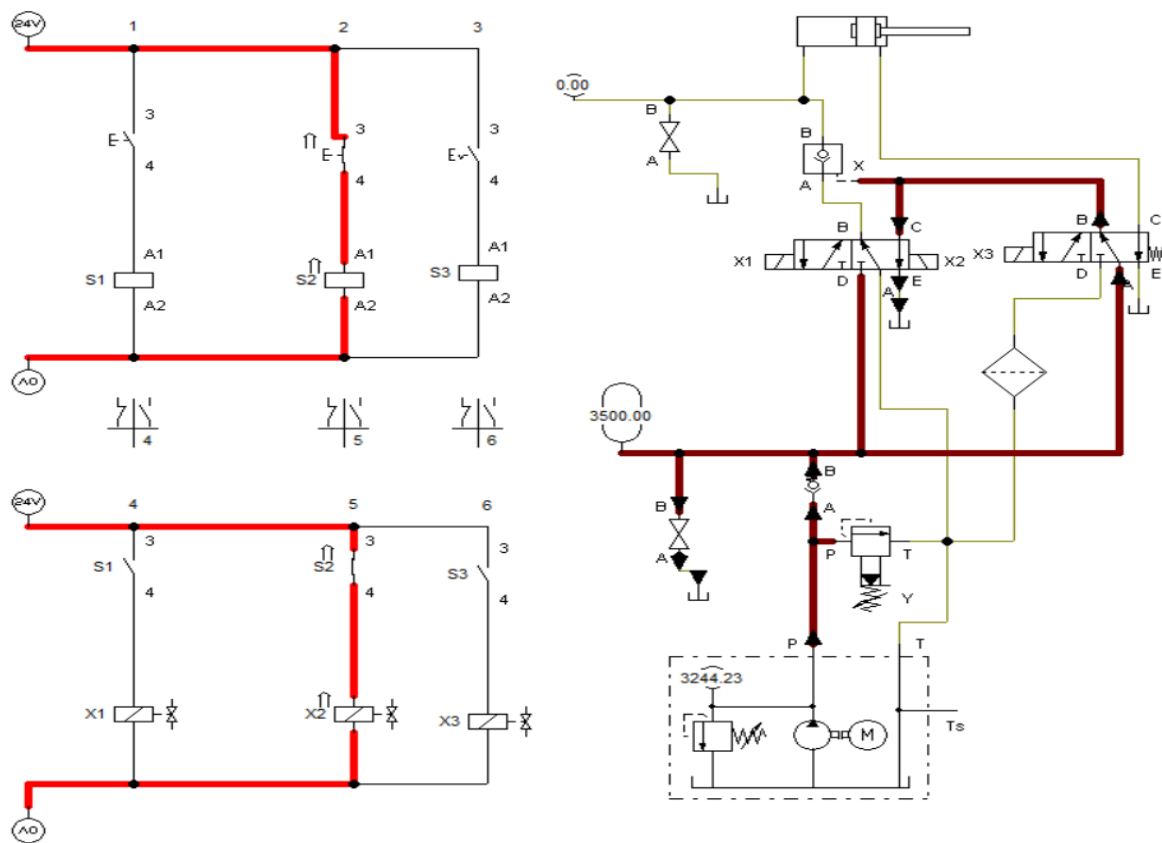 24V
1 2 3
3 3 3
E E E
4 4 4
A1 A1 A1
S1 S2 S3
A2 A2 A2
0V
4 5 6
24V
4 5 6
3 3 3
S1 S2 S3
4 4 4
X1 X2 X3
0V
0.00
B
A
B
A
X
B C
X1 X2
D E
A
B C
X3
D A E
3500.00
B
A
B
A
P T
Y
P T
3244.23
M
Ts